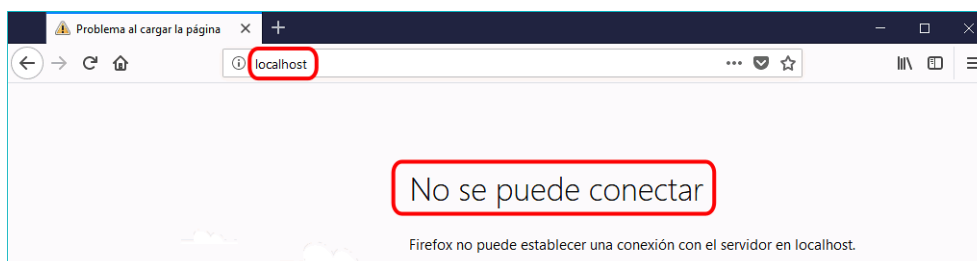 Problema al cargar la página
localhost
No se puede conectar
Firefox no puede establecer una conexión con el servidor en localhost.